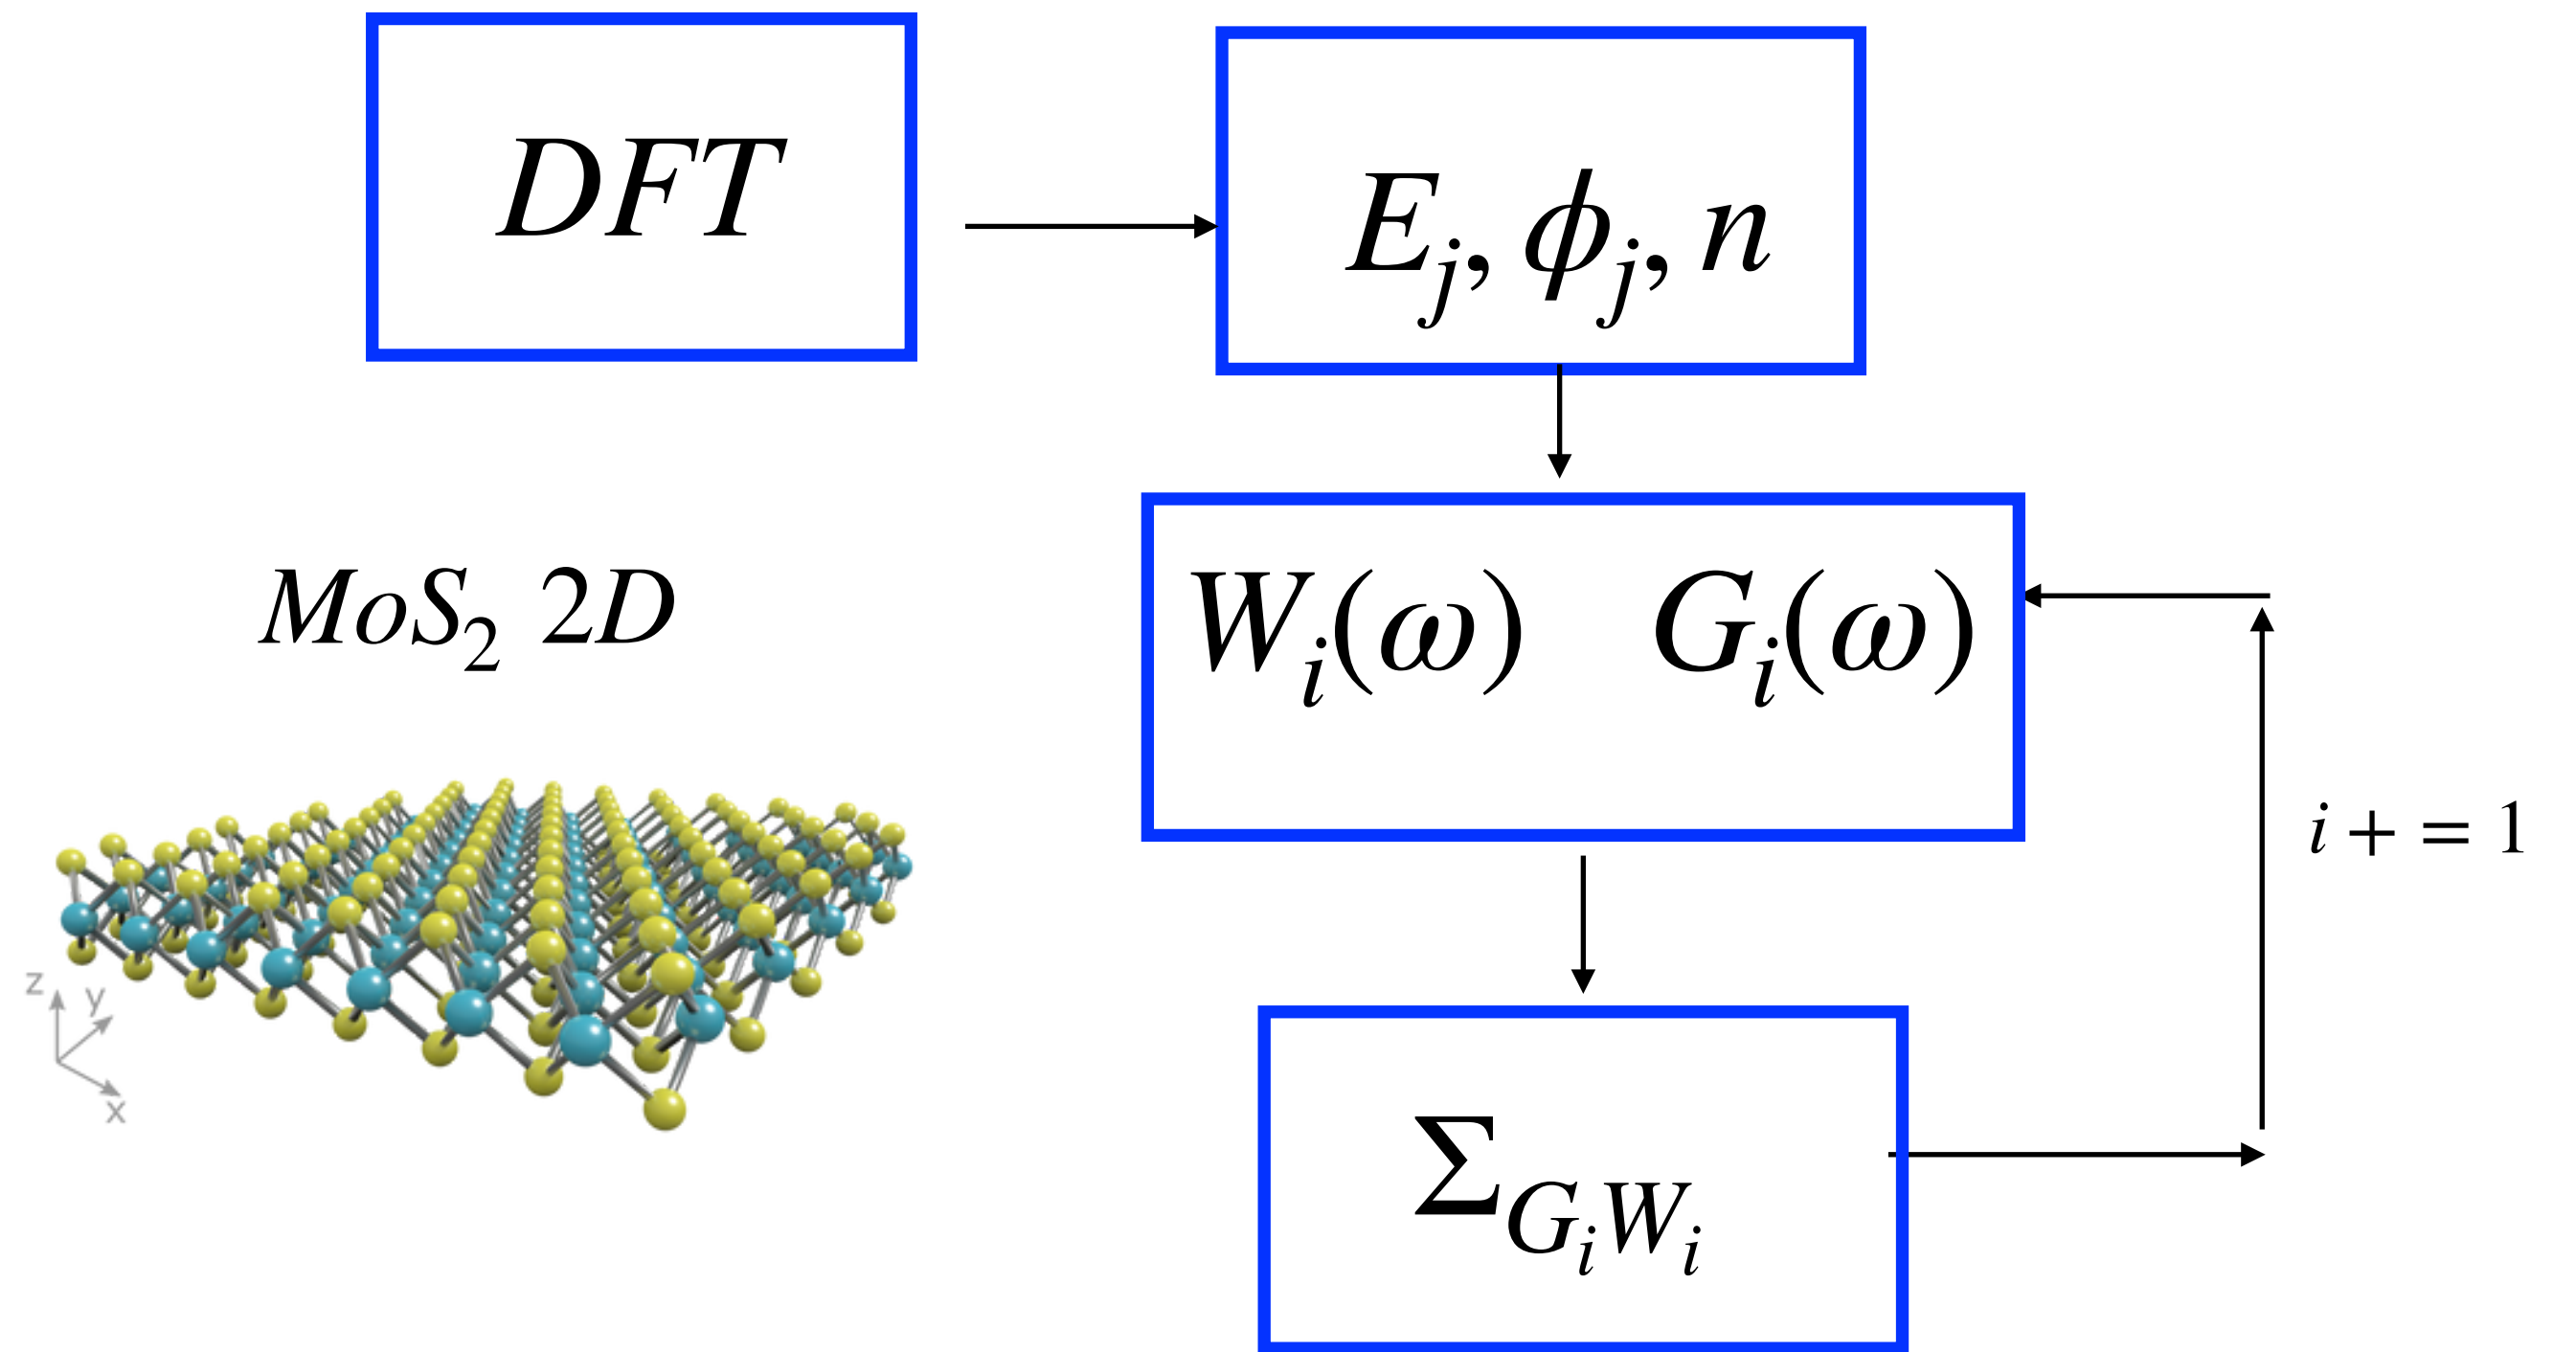 DFT
E_j, ϕ_j, n
MoS_2 2D
W_i(ω) G_i(ω)
i + = 1
z
y
x
Σ_{G_i W_i}